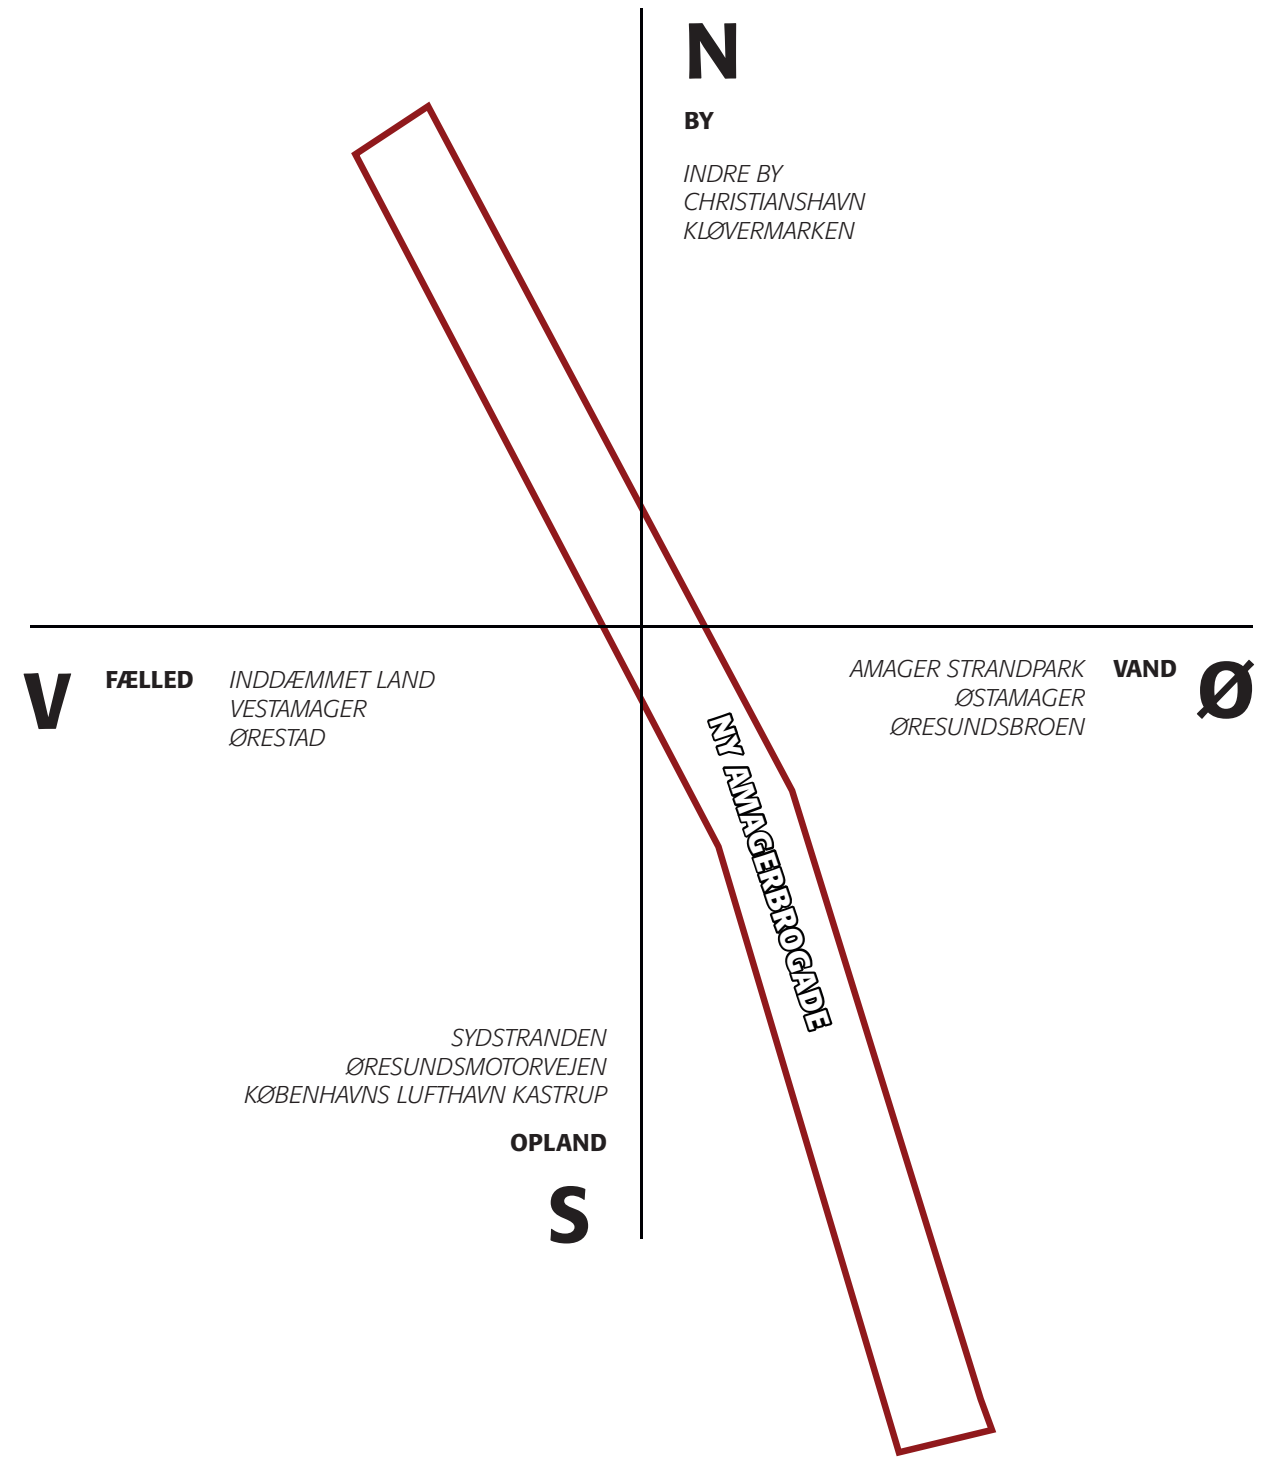 N
BY
INDRE BY
CHRISTIANSHAVN
KLØVERMARKEN
V
FÆLLED
INDDÆMMET LAND
VESTAMAGER
ØRESTAD
AMAGER STRANDPARK
ØSTAMAGER
ØRESUNDSBROEN
VAND
Ø
NY AMAGERBROGADE
SYDSTRANDEN
ØRESUNDSMOTORVEJEN
KØBENHAVNS LUFTHAVN KASTRUP
OPLAND
S